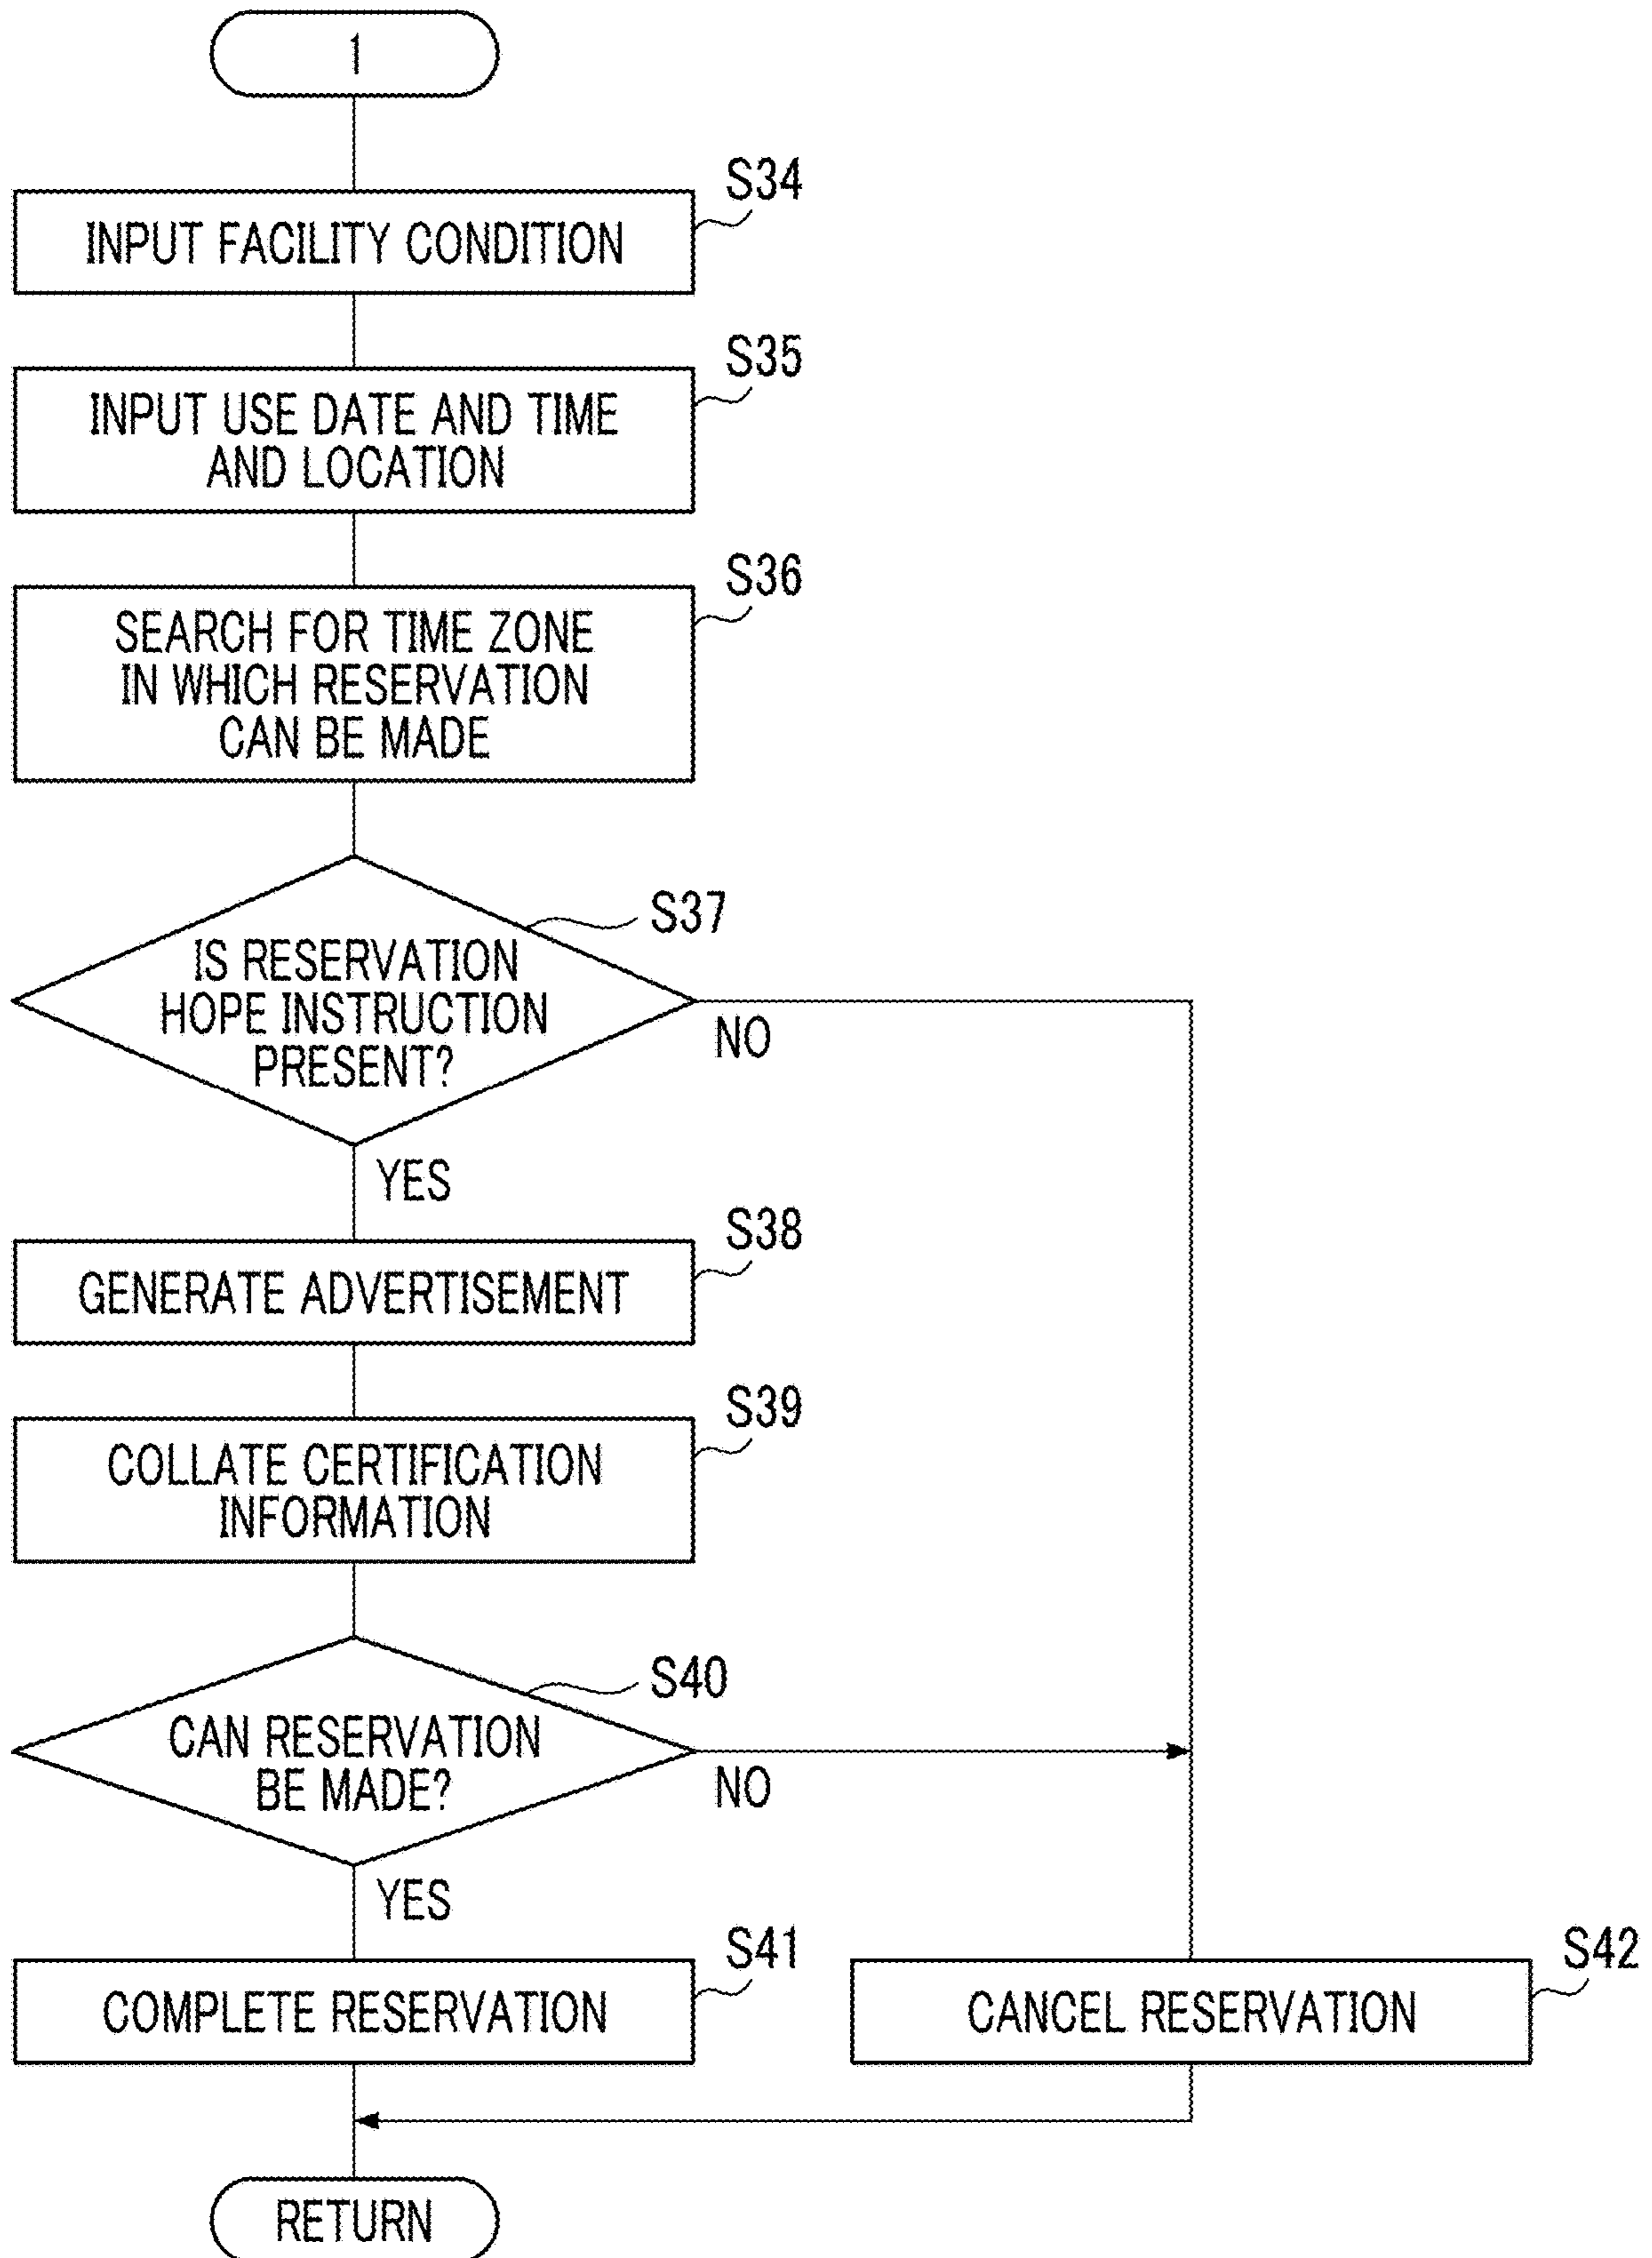 1
S34
INPUT FACILITY CONDITION
S35
INPUT USE DATE AND TIME
AND LOCATION
S36
SEARCH FOR TIME ZONE
IN WHICH RESERVATION
CAN BE MADE
S37
IS RESERVATION
HOPE INSTRUCTION
PRESENT?
NO
YES
S38
GENERATE ADVERTISEMENT
S39
COLLATE CERTIFICATION
INFORMATION
S40
CAN RESERVATION
BE MADE?
NO
YES
S41
COMPLETE RESERVATION
S42
CANCEL RESERVATION
RETURN